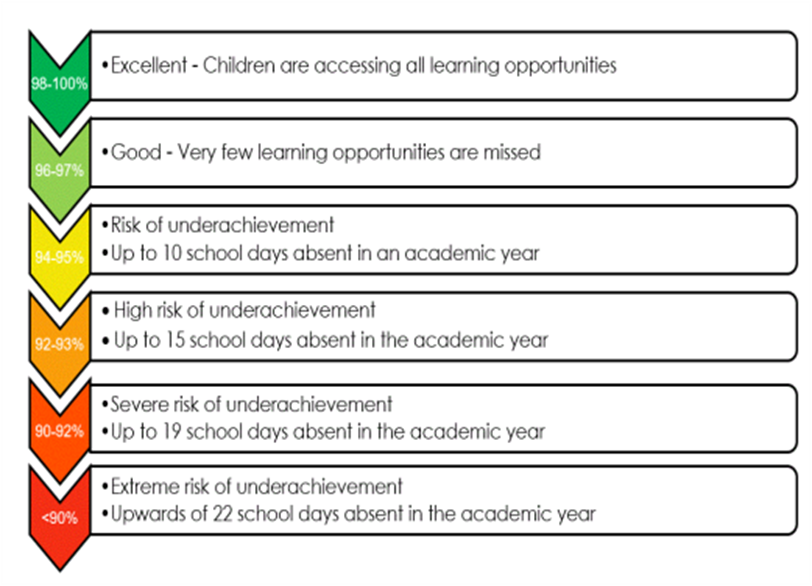 98-100%
•Excellent - Children are accessing all learning opportunities
96-97%
•Good - Very few learning opportunities are missed
94-95%
•Risk of underachievement
•Up to 10 school days absent in an academic year
92-93%
• High risk of underachievement
• Up to 15 school days absent in the academic year
90-92%
•Severe risk of underachievement
•Up to 19 school days absent in the academic year
<90%
•Extreme risk of underachievement
•Upwards of 22 school days absent in the academic year